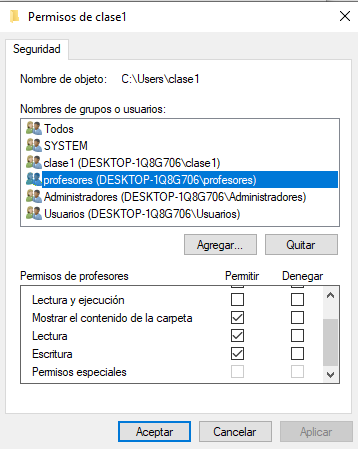 Permisos de clase1
Seguridad
Nombre de objeto: C:\Users\clase1
Nombres de grupos o usuarios:
Todos
SYSTEM
clase1 (DESKTOP-1Q8G706\clase1)
profesores (DESKTOP-1Q8G706\profesores)
Administradores (DESKTOP-1Q8G706\Administradores)
Usuarios (DESKTOP-1Q8G706\Usuarios)
Agregar... Quitar
Permisos de profesores Permitir Denegar
Lectura y ejecución
Mostrar el contenido de la carpeta
Lectura
Escritura
Permisos especiales
Aceptar Cancelar Aplicar